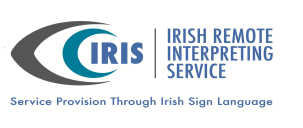 IRIS
IRISH REMOTE
INTERPRETING
SERVICE
Service Provision Through Irish Sign Language